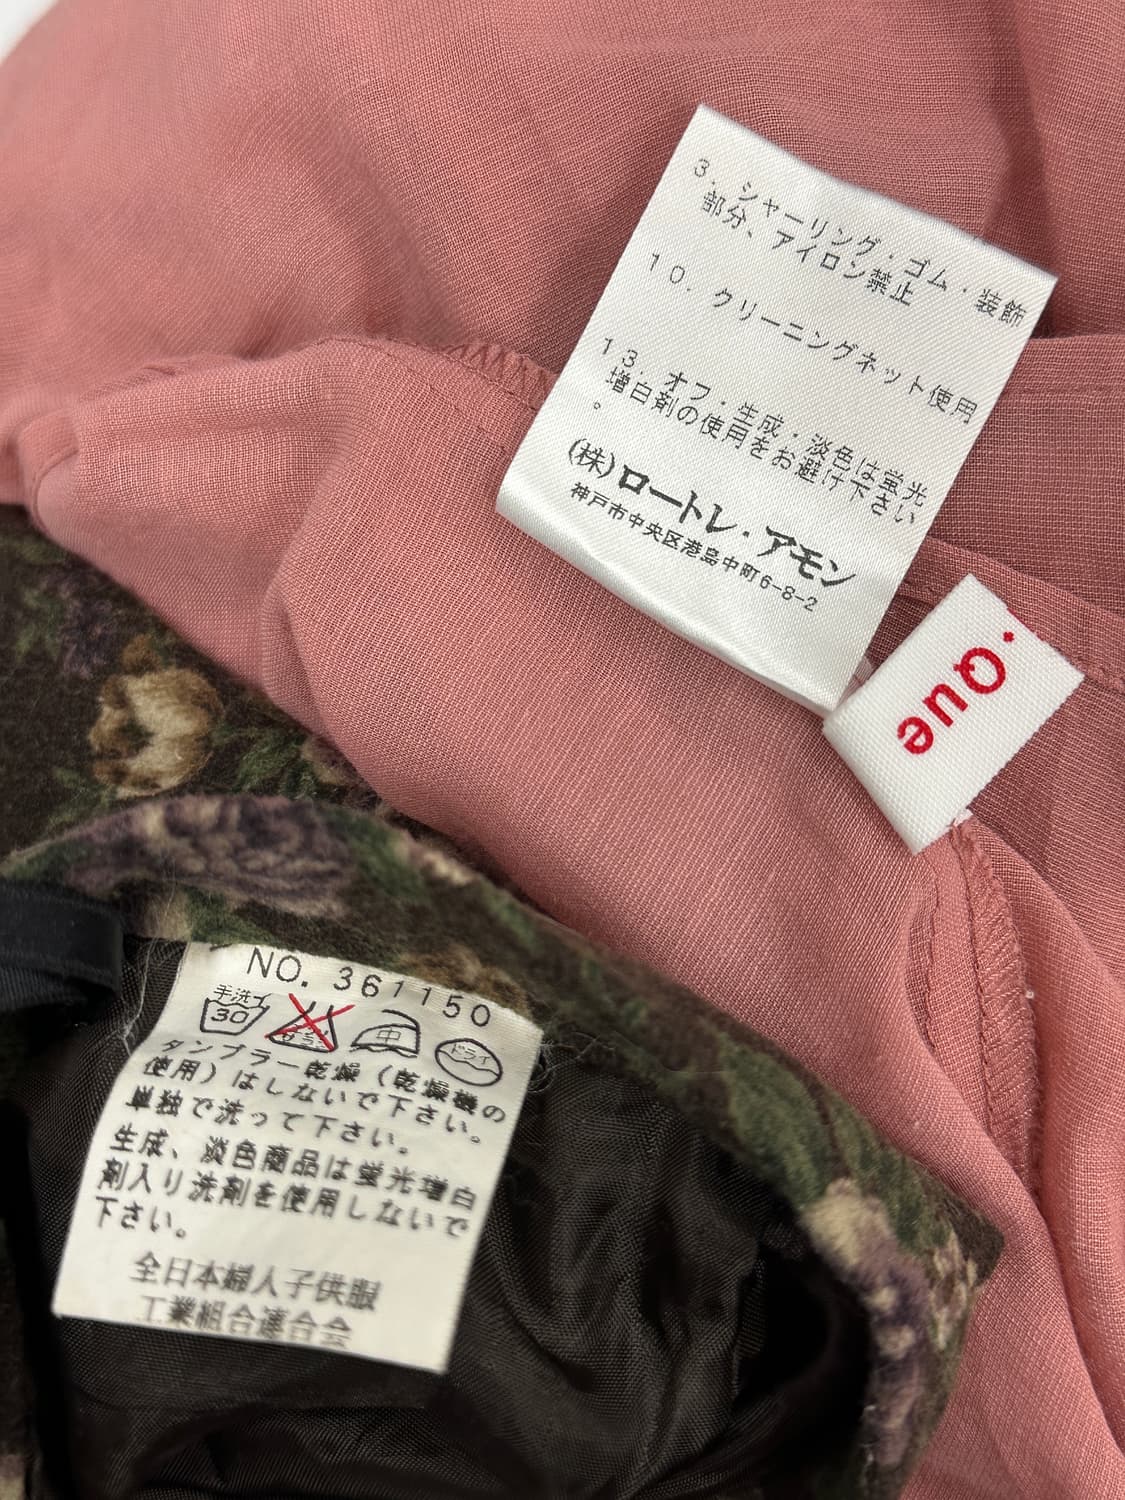 3. シャーリング・ゴム・装飾
部分、アイロン禁止
10. クリーニングネット使用
13. オフ・生成・淡色は蛍光
増白剤の使用をお避け下さい
。
(株)ロートレ・アモン
神戸市中央区港島中町6-8-2
.Que
NO. 361150
手洗イ
30
中
ドライ
タンブラー乾燥（乾燥機の
使用）はしないで下さい。
単独で洗って下さい。
生成、淡色商品は蛍光増白
剤入り洗剤を使用しないで
下さい。
全日本婦人子供服
工業組合連合会